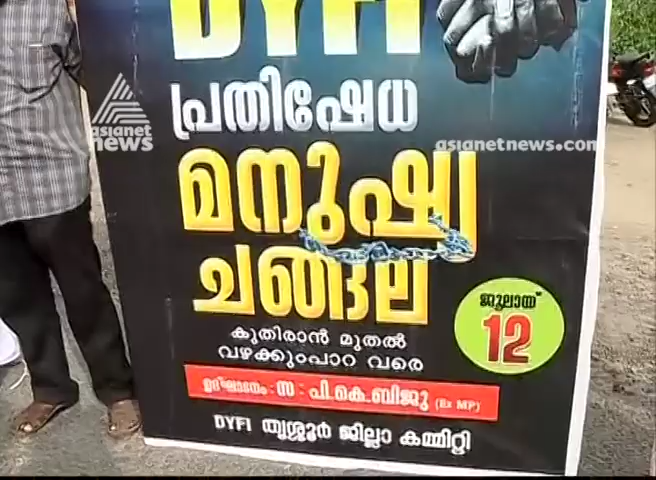 DYFI
പ്രതിഷേധ
asianet news
asianetnews.com
മനുഷ്യ
ചങ്ങല
ജൂലായ് 12
കുതിരാൻ മുതൽ
വഴക്കുംപാറ വരെ
ഉദ്ഘാടനം : സ : പി.കെ.ബിജു (Ex MP)
DYFI തൃശ്ശൂർ ജില്ലാ കമ്മിറ്റി